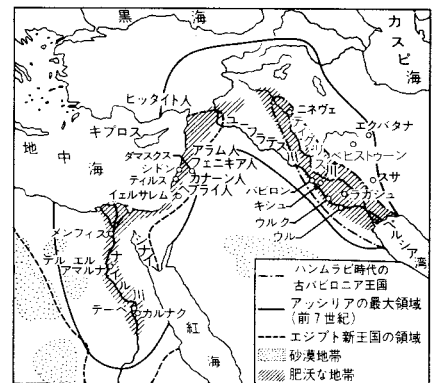 黒海
カスピ海
ヒッタイト人
ニネヴェ
キプロス
ユーフラテス川
ティグリス川
エクバタナ
地中海
ダマスクス
アラム人
ベヒストゥーン
シドン
フェニキア人
ティルス
カナーン人
スサ
イェルサレム
ヘブライ人
バビロン
ラガシュ
キシュ
メンフィス
ウルク
シナイ
ウル
ペルシア湾
テル エル
アマルナ
ナイル川
テーベ
カルナク
紅海
ハンムラビ時代の
古バビロニア王国
アッシリアの最大領域
(前7世紀)
エジプト新王国の領域
砂漠地帯
肥沃な地帯